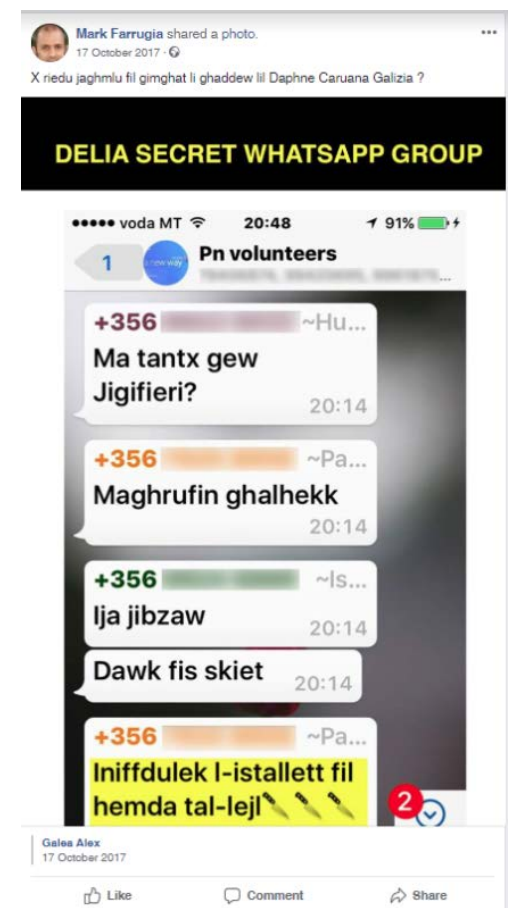 Mark Farrugia shared a photo.
17 October 2017 ·
X riedu jaghmlu fil gimghat li ghaddew lil Daphne Caruana Galizia ?
DELIA SECRET WHATSAPP GROUP
voda MT 20:48 91%
1 Pn volunteers
+356 ~Hu...
Ma tantx gew
Jigifieri?
20:14
+356 ~Pa...
Maghrufin ghalhekk
20:14
+356 ~Is...
Ija jibzaw
20:14
Dawk fis skiet
20:14
+356 ~Pa...
Iniffdulek l-istallett fil
hemda tal-lejl🔪🔪🔪
2
Galea Alex
17 October 2017
Like Comment Share